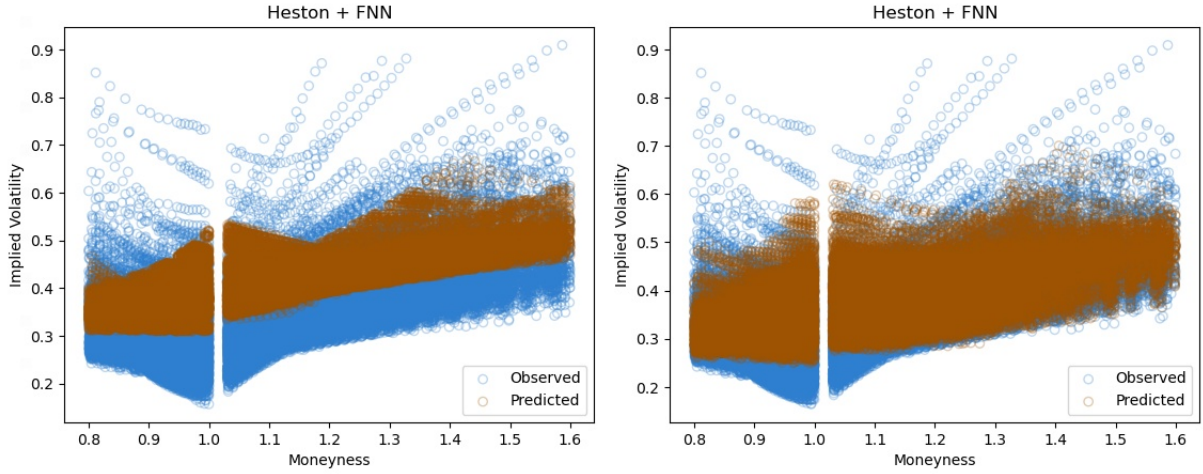 Heston + FNN
Implied Volatility
0.9
0.8
0.7
0.6
0.5
0.4
0.3
0.2
Observed
Predicted
0.8 0.9 1.0 1.1 1.2 1.3 1.4 1.5 1.6
Moneyness
Heston + FNN
Implied Volatility
0.9
0.8
0.7
0.6
0.5
0.4
0.3
0.2
Observed
Predicted
0.8 0.9 1.0 1.1 1.2 1.3 1.4 1.5 1.6
Moneyness